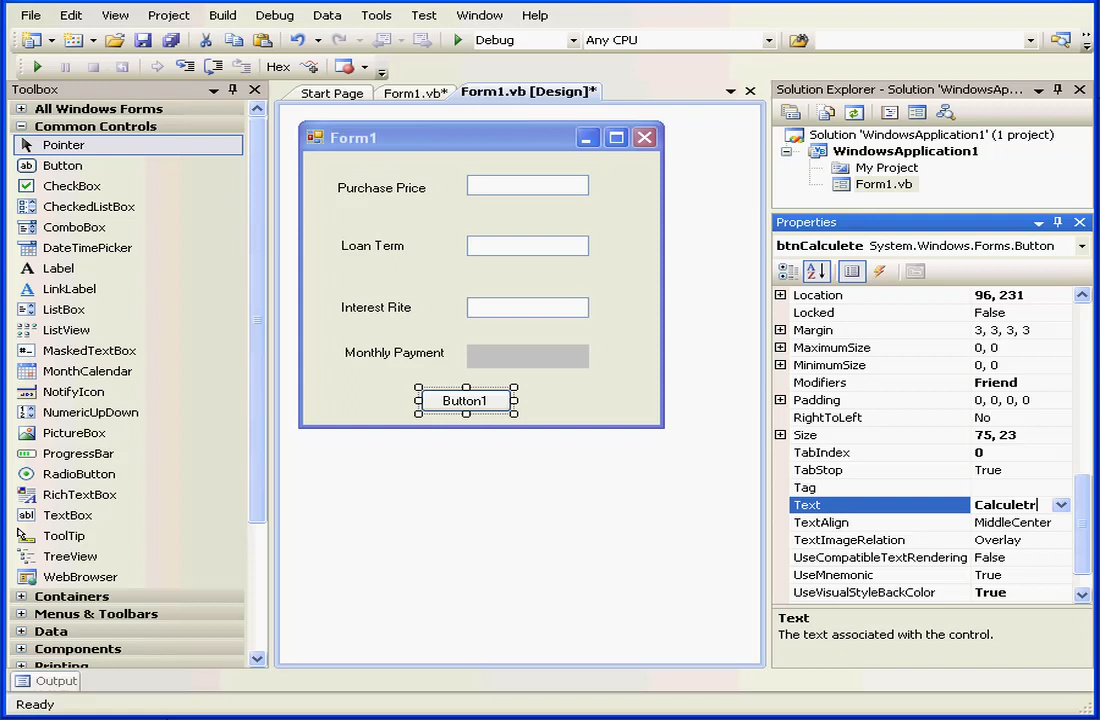 File Edit View Project Build Debug Data Tools Test Window Help
Debug Any CPU
Hex
Toolbox
All Windows Forms
Common Controls
Pointer
Button
CheckBox
CheckedListBox
ComboBox
DateTimePicker
Label
LinkLabel
ListBox
ListView
MaskedTextBox
MonthCalendar
NotifyIcon
NumericUpDown
PictureBox
ProgressBar
RadioButton
RichTextBox
TextBox
ToolTip
TreeView
WebBrowser
Containers
Menus & Toolbars
Data
Components
Printing
Start Page Form1.vb* Form1.vb [Design]*
Form1
Purchase Price
Loan Term
Interest Rite
Monthly Payment
Button1
Solution Explorer - Solution 'WindowsAp...
Solution 'WindowsApplication1' (1 project)
WindowsApplication1
My Project
Form1.vb
Properties
btnCalculete System.Windows.Forms.Button
Location 96, 231
Locked False
Margin 3, 3, 3, 3
MaximumSize 0, 0
MinimumSize 0, 0
Modifiers Friend
Padding 0, 0, 0, 0
RightToLeft No
Size 75, 23
TabIndex 0
TabStop True
Tag
Text Calculetr
TextAlign MiddleCenter
TextImageRelation Overlay
UseCompatibleTextRendering False
UseMnemonic True
UseVisualStyleBackColor True
Text
The text associated with the control.
Output
Ready